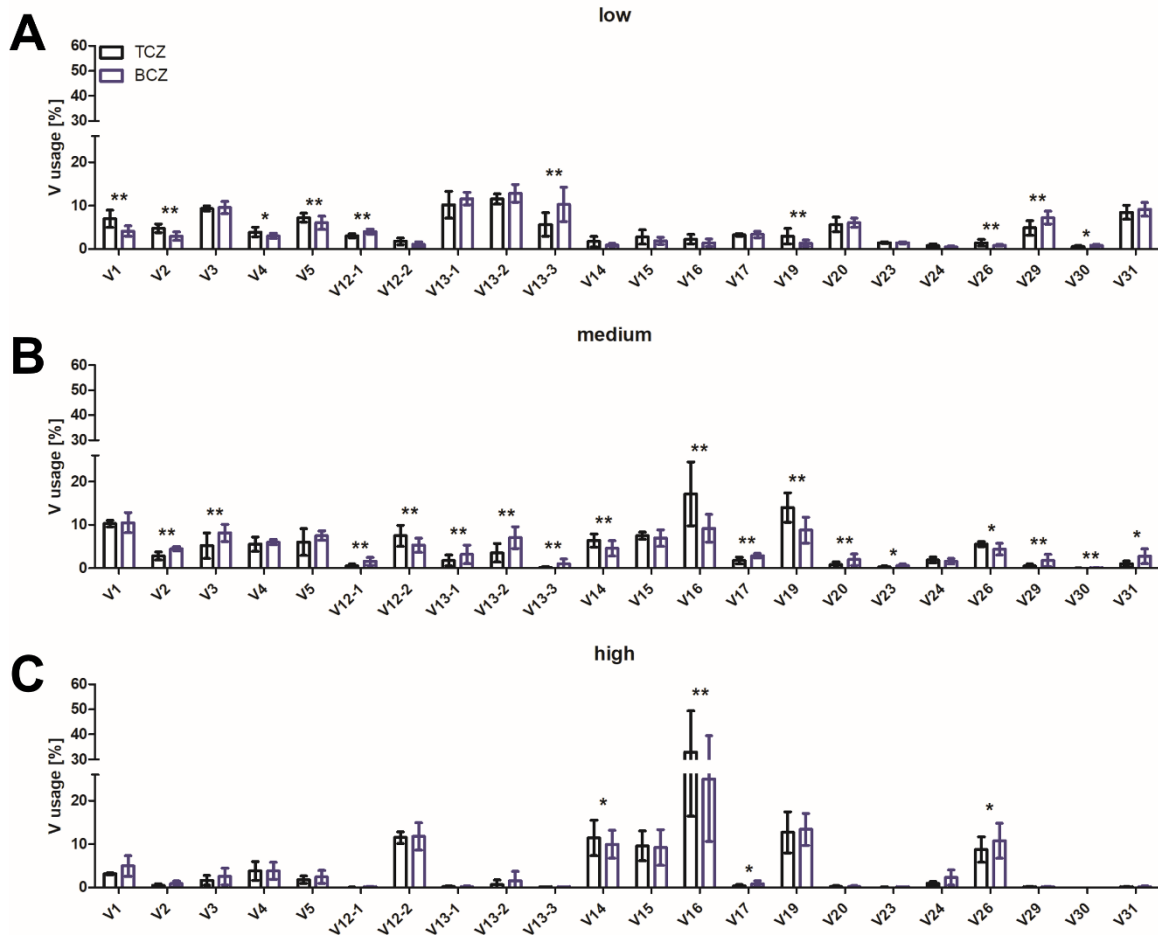 A
low
60
50
40
30
20
10
0
V usage [%]
TCZ
BCZ
** ** * ** ** ** ** ** ** *
V1 V2 V3 V4 V5 V12-1 V12-2 V13-1 V13-2 V13-3 V14 V15 V16 V17 V19 V20 V23 V24 V26 V29 V30 V31
B
medium
60
50
40
30
20
10
0
V usage [%]
** ** ** ** ** ** ** ** ** ** ** ** * * ** ** *
V1 V2 V3 V4 V5 V12-1 V12-2 V13-1 V13-2 V13-3 V14 V15 V16 V17 V19 V20 V23 V24 V26 V29 V30 V31
C
high
60
50
40
30
20
10
0
V usage [%]
* ** * *
V1 V2 V3 V4 V5 V12-1 V12-2 V13-1 V13-2 V13-3 V14 V15 V16 V17 V19 V20 V23 V24 V26 V29 V30 V31